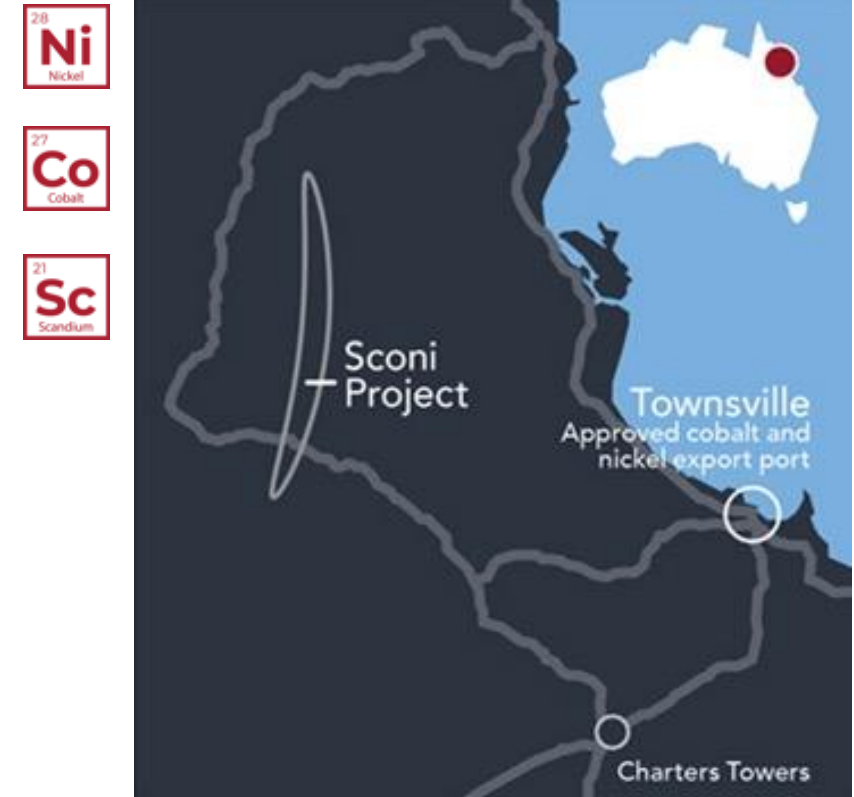 28
Ni
Nickel
27
Co
Cobalt
21
Sc
Scandium
Sconi
Project
Townsville
Approved cobalt and
nickel export port
Charters Towers